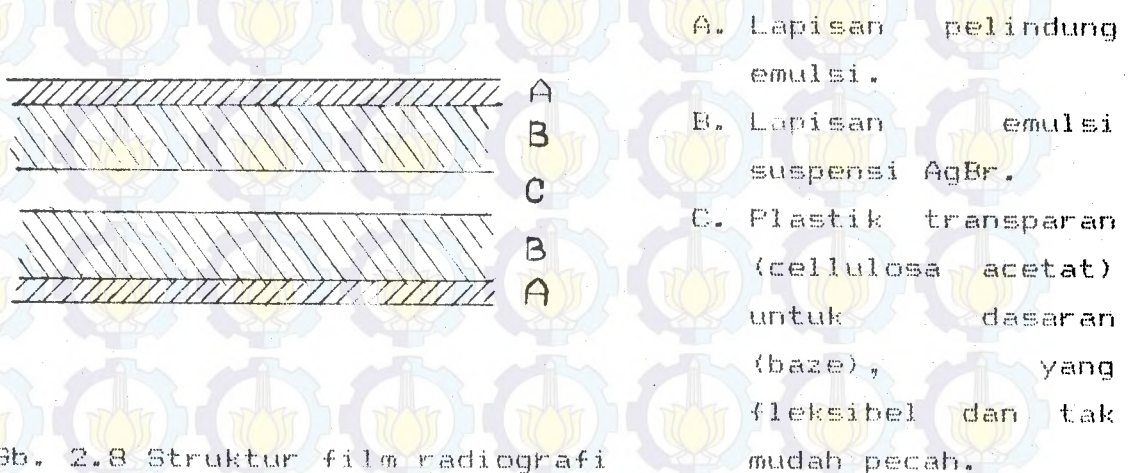 A
B
C
B
A
Gb. 2.8 Struktur film radiografi
A. Lapisan pelindung
emulsi.
B. Lapisan emulsi
suspensi AgBr.
C. Plastik transparan
(cellulosa acetat)
untuk dasaran
(baze), yang
fleksibel dan tak
mudah pecah.